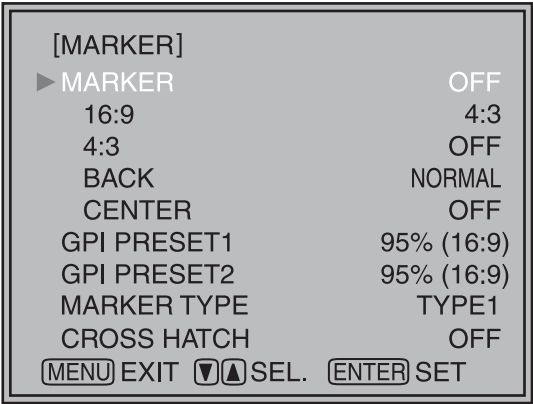 [MARKER]
▶MARKER OFF
16:9 4:3
4:3 OFF
BACK NORMAL
CENTER OFF
GPI PRESET1 95% (16:9)
GPI PRESET2 95% (16:9)
MARKER TYPE TYPE1
CROSS HATCH OFF
MENU EXIT ▼▲ SEL. ENTER SET